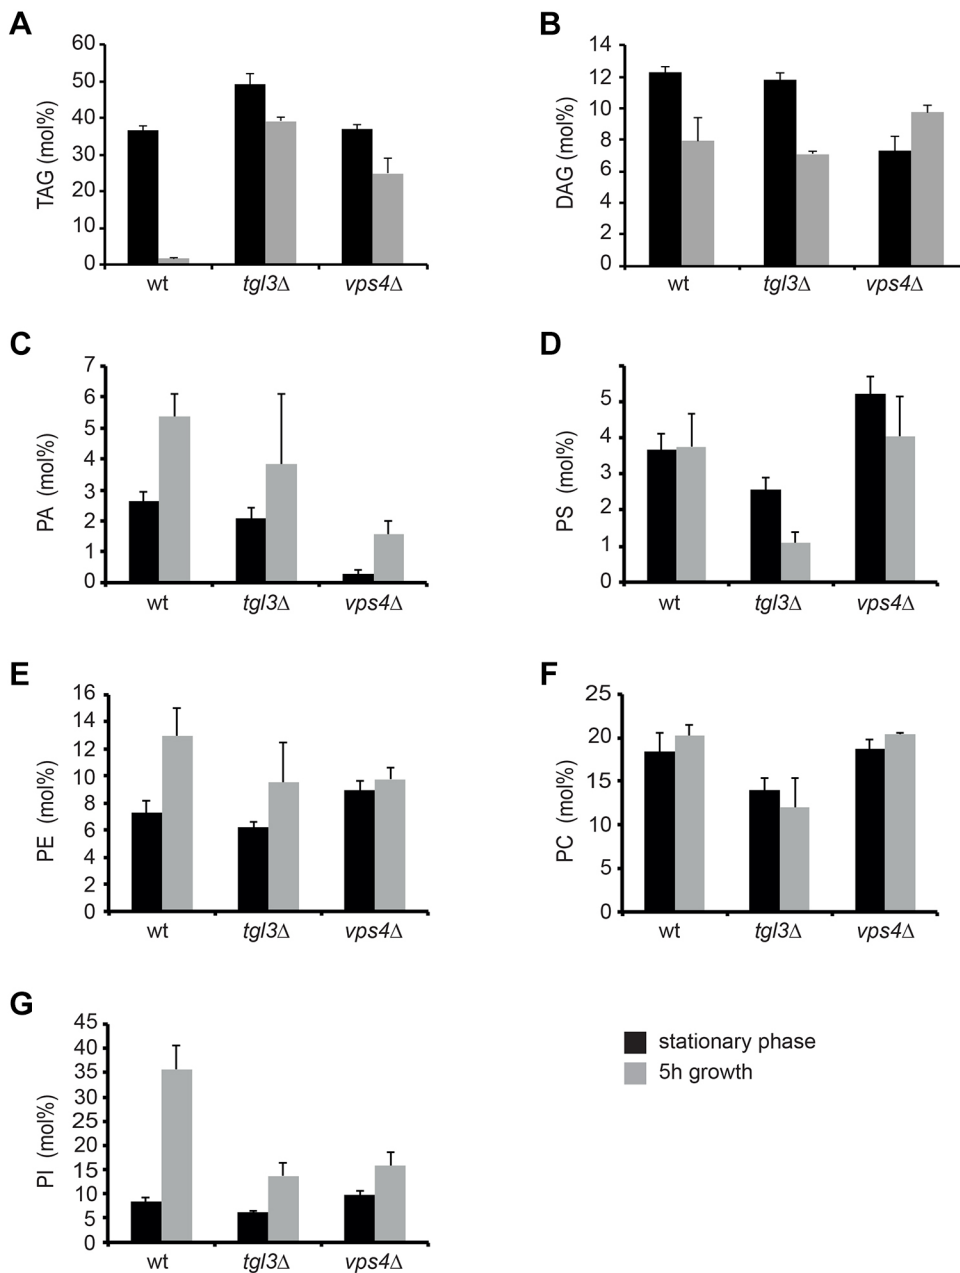 A
B
60
50
40
30
20
10
0
TAG (mol%)
wt
tgl3Δ
vps4Δ
14
12
10
8
6
4
2
0
DAG (mol%)
wt
tgl3Δ
vps4Δ
C
D
7
6
5
4
3
2
1
0
PA (mol%)
wt
tgl3Δ
vps4Δ
5
4
3
2
1
0
PS (mol%)
wt
tgl3Δ
vps4Δ
E
F
16
14
12
10
8
6
4
2
0
PE (mol%)
wt
tgl3Δ
vps4Δ
25
20
15
10
5
0
PC (mol%)
wt
tgl3Δ
vps4Δ
G
45
40
35
30
25
20
15
10
5
0
PI (mol%)
wt
tgl3Δ
vps4Δ
stationary phase
5h growth